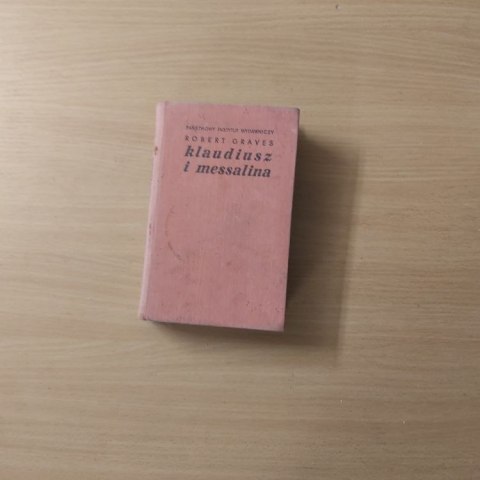 PAŃSTWOWY INSTYTUT WYDAWNICZY
ROBERT GRAVES
klaudiusz
i messalina